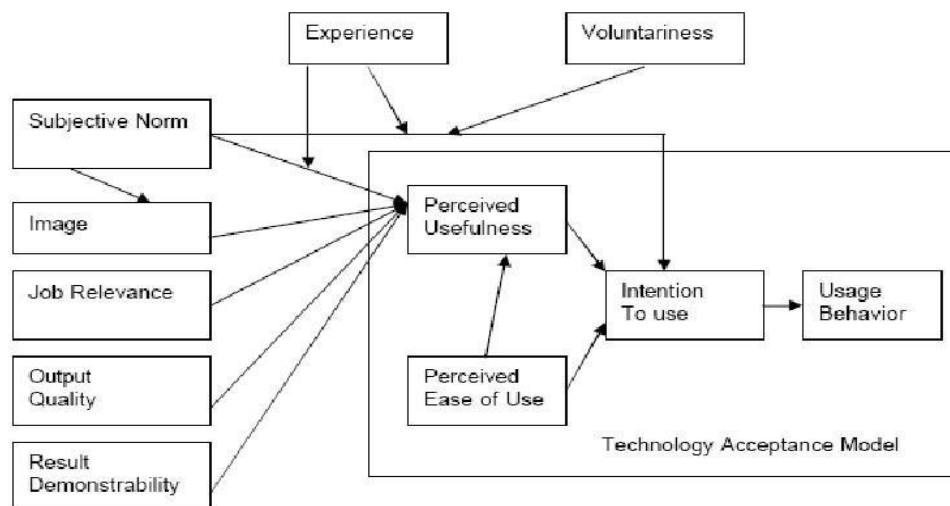 Experience
Voluntariness
Subjective Norm
Image
Job Relevance
Output
Quality
Result
Demonstrability
Perceived
Usefulness
Perceived
Ease of Use
Intention
To use
Usage
Behavior
Technology Acceptance Model